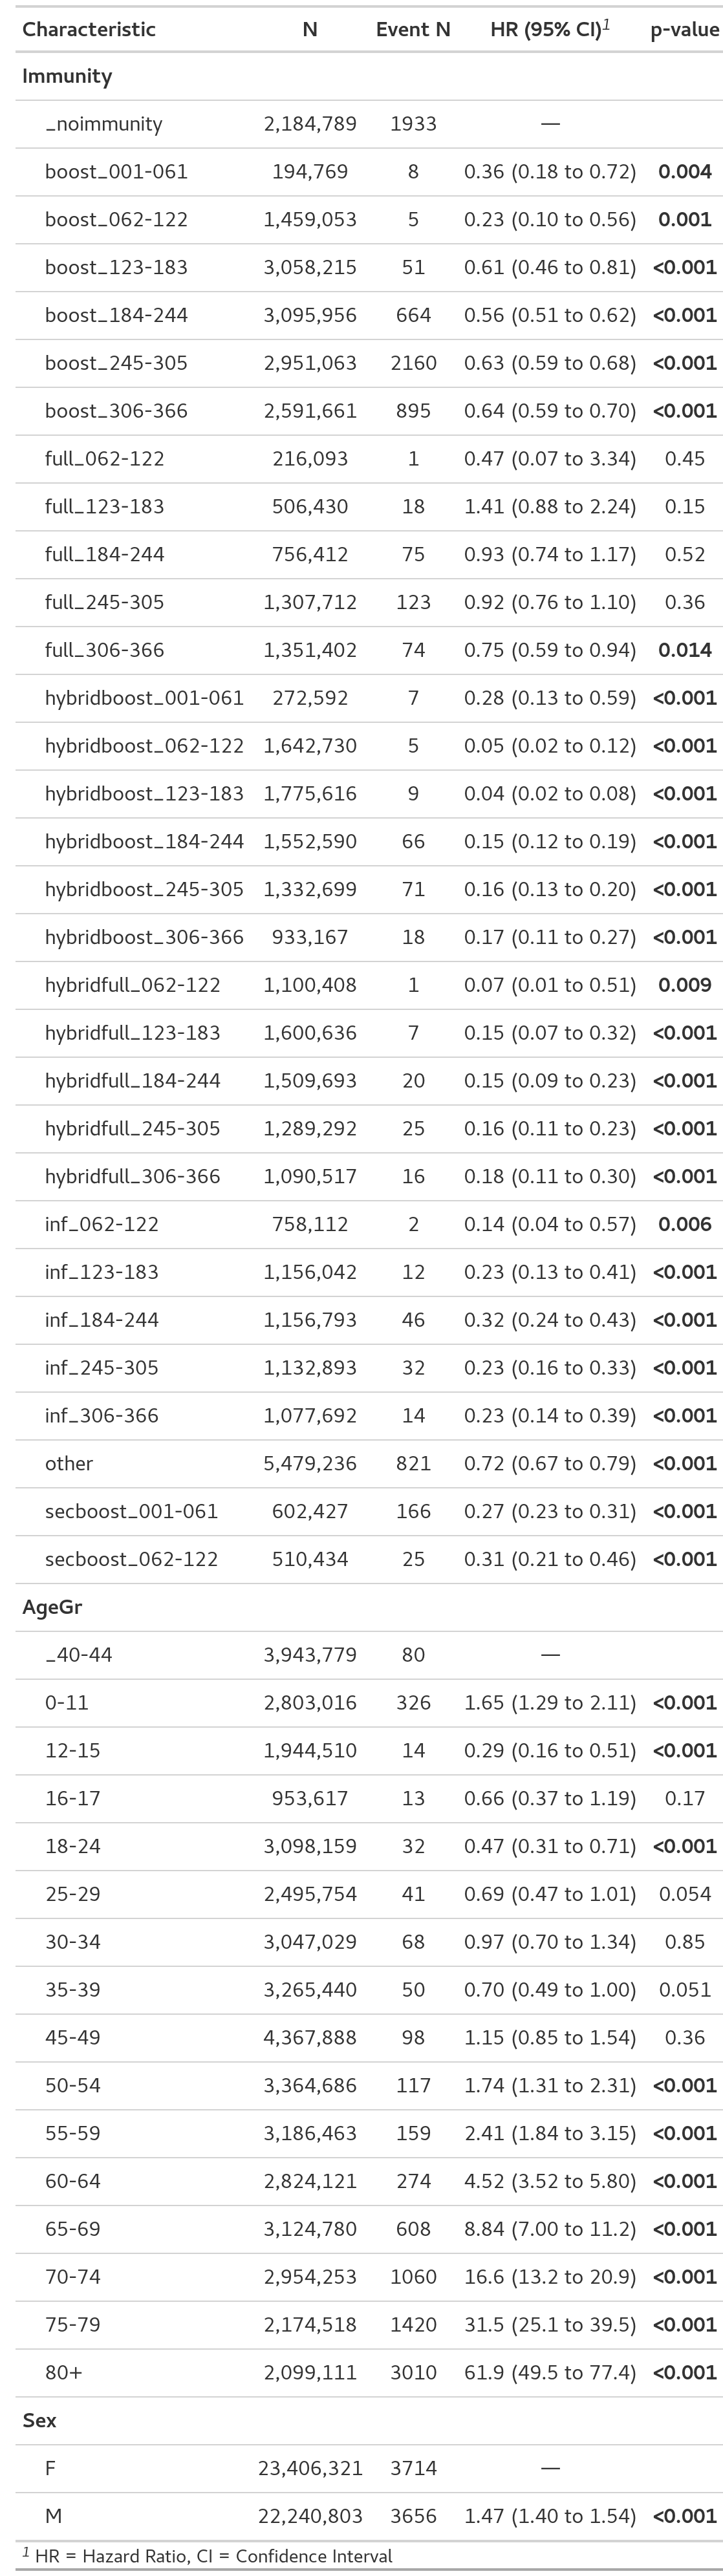 Characteristic N Event N HR (95% CI)1 p-value
Immunity
_noimmunity 2,184,789 1933 —
boost_001-061 194,769 8 0.36 (0.18 to 0.72) 0.004
boost_062-122 1,459,053 5 0.23 (0.10 to 0.56) 0.001
boost_123-183 3,058,215 51 0.61 (0.46 to 0.81) <0.001
boost_184-244 3,095,956 664 0.56 (0.51 to 0.62) <0.001
boost_245-305 2,951,063 2160 0.63 (0.59 to 0.68) <0.001
boost_306-366 2,591,661 895 0.64 (0.59 to 0.70) <0.001
full_062-122 216,093 1 0.47 (0.07 to 3.34) 0.45
full_123-183 506,430 18 1.41 (0.88 to 2.24) 0.15
full_184-244 756,412 75 0.93 (0.74 to 1.17) 0.52
full_245-305 1,307,712 123 0.92 (0.76 to 1.10) 0.36
full_306-366 1,351,402 74 0.75 (0.59 to 0.94) 0.014
hybridboost_001-061 272,592 7 0.28 (0.13 to 0.59) <0.001
hybridboost_062-122 1,642,730 5 0.05 (0.02 to 0.12) <0.001
hybridboost_123-183 1,775,616 9 0.04 (0.02 to 0.08) <0.001
hybridboost_184-244 1,552,590 66 0.15 (0.12 to 0.19) <0.001
hybridboost_245-305 1,332,699 71 0.16 (0.13 to 0.20) <0.001
hybridboost_306-366 933,167 18 0.17 (0.11 to 0.27) <0.001
hybridfull_062-122 1,100,408 1 0.07 (0.01 to 0.51) 0.009
hybridfull_123-183 1,600,636 7 0.15 (0.07 to 0.32) <0.001
hybridfull_184-244 1,509,693 20 0.15 (0.09 to 0.23) <0.001
hybridfull_245-305 1,289,292 25 0.16 (0.11 to 0.23) <0.001
hybridfull_306-366 1,090,517 16 0.18 (0.11 to 0.30) <0.001
inf_062-122 758,112 2 0.14 (0.04 to 0.57) 0.006
inf_123-183 1,156,042 12 0.23 (0.13 to 0.41) <0.001
inf_184-244 1,156,793 46 0.32 (0.24 to 0.43) <0.001
inf_245-305 1,132,893 32 0.23 (0.16 to 0.33) <0.001
inf_306-366 1,077,692 14 0.23 (0.14 to 0.39) <0.001
other 5,479,236 821 0.72 (0.67 to 0.79) <0.001
secboost_001-061 602,427 166 0.27 (0.23 to 0.31) <0.001
secboost_062-122 510,434 25 0.31 (0.21 to 0.46) <0.001
AgeGr
_40-44 3,943,779 80 —
0-11 2,803,016 326 1.65 (1.29 to 2.11) <0.001
12-15 1,944,510 14 0.29 (0.16 to 0.51) <0.001
16-17 953,617 13 0.66 (0.37 to 1.19) 0.17
18-24 3,098,159 32 0.47 (0.31 to 0.71) <0.001
25-29 2,495,754 41 0.69 (0.47 to 1.01) 0.054
30-34 3,047,029 68 0.97 (0.70 to 1.34) 0.85
35-39 3,265,440 50 0.70 (0.49 to 1.00) 0.051
45-49 4,367,888 98 1.15 (0.85 to 1.54) 0.36
50-54 3,364,686 117 1.74 (1.31 to 2.31) <0.001
55-59 3,186,463 159 2.41 (1.84 to 3.15) <0.001
60-64 2,824,121 274 4.52 (3.52 to 5.80) <0.001
65-69 3,124,780 608 8.84 (7.00 to 11.2) <0.001
70-74 2,954,253 1060 16.6 (13.2 to 20.9) <0.001
75-79 2,174,518 1420 31.5 (25.1 to 39.5) <0.001
80+ 2,099,111 3010 61.9 (49.5 to 77.4) <0.001
Sex
F 23,406,321 3714 —
M 22,240,803 3656 1.47 (1.40 to 1.54) <0.001
1 HR = Hazard Ratio, CI = Confidence Interval